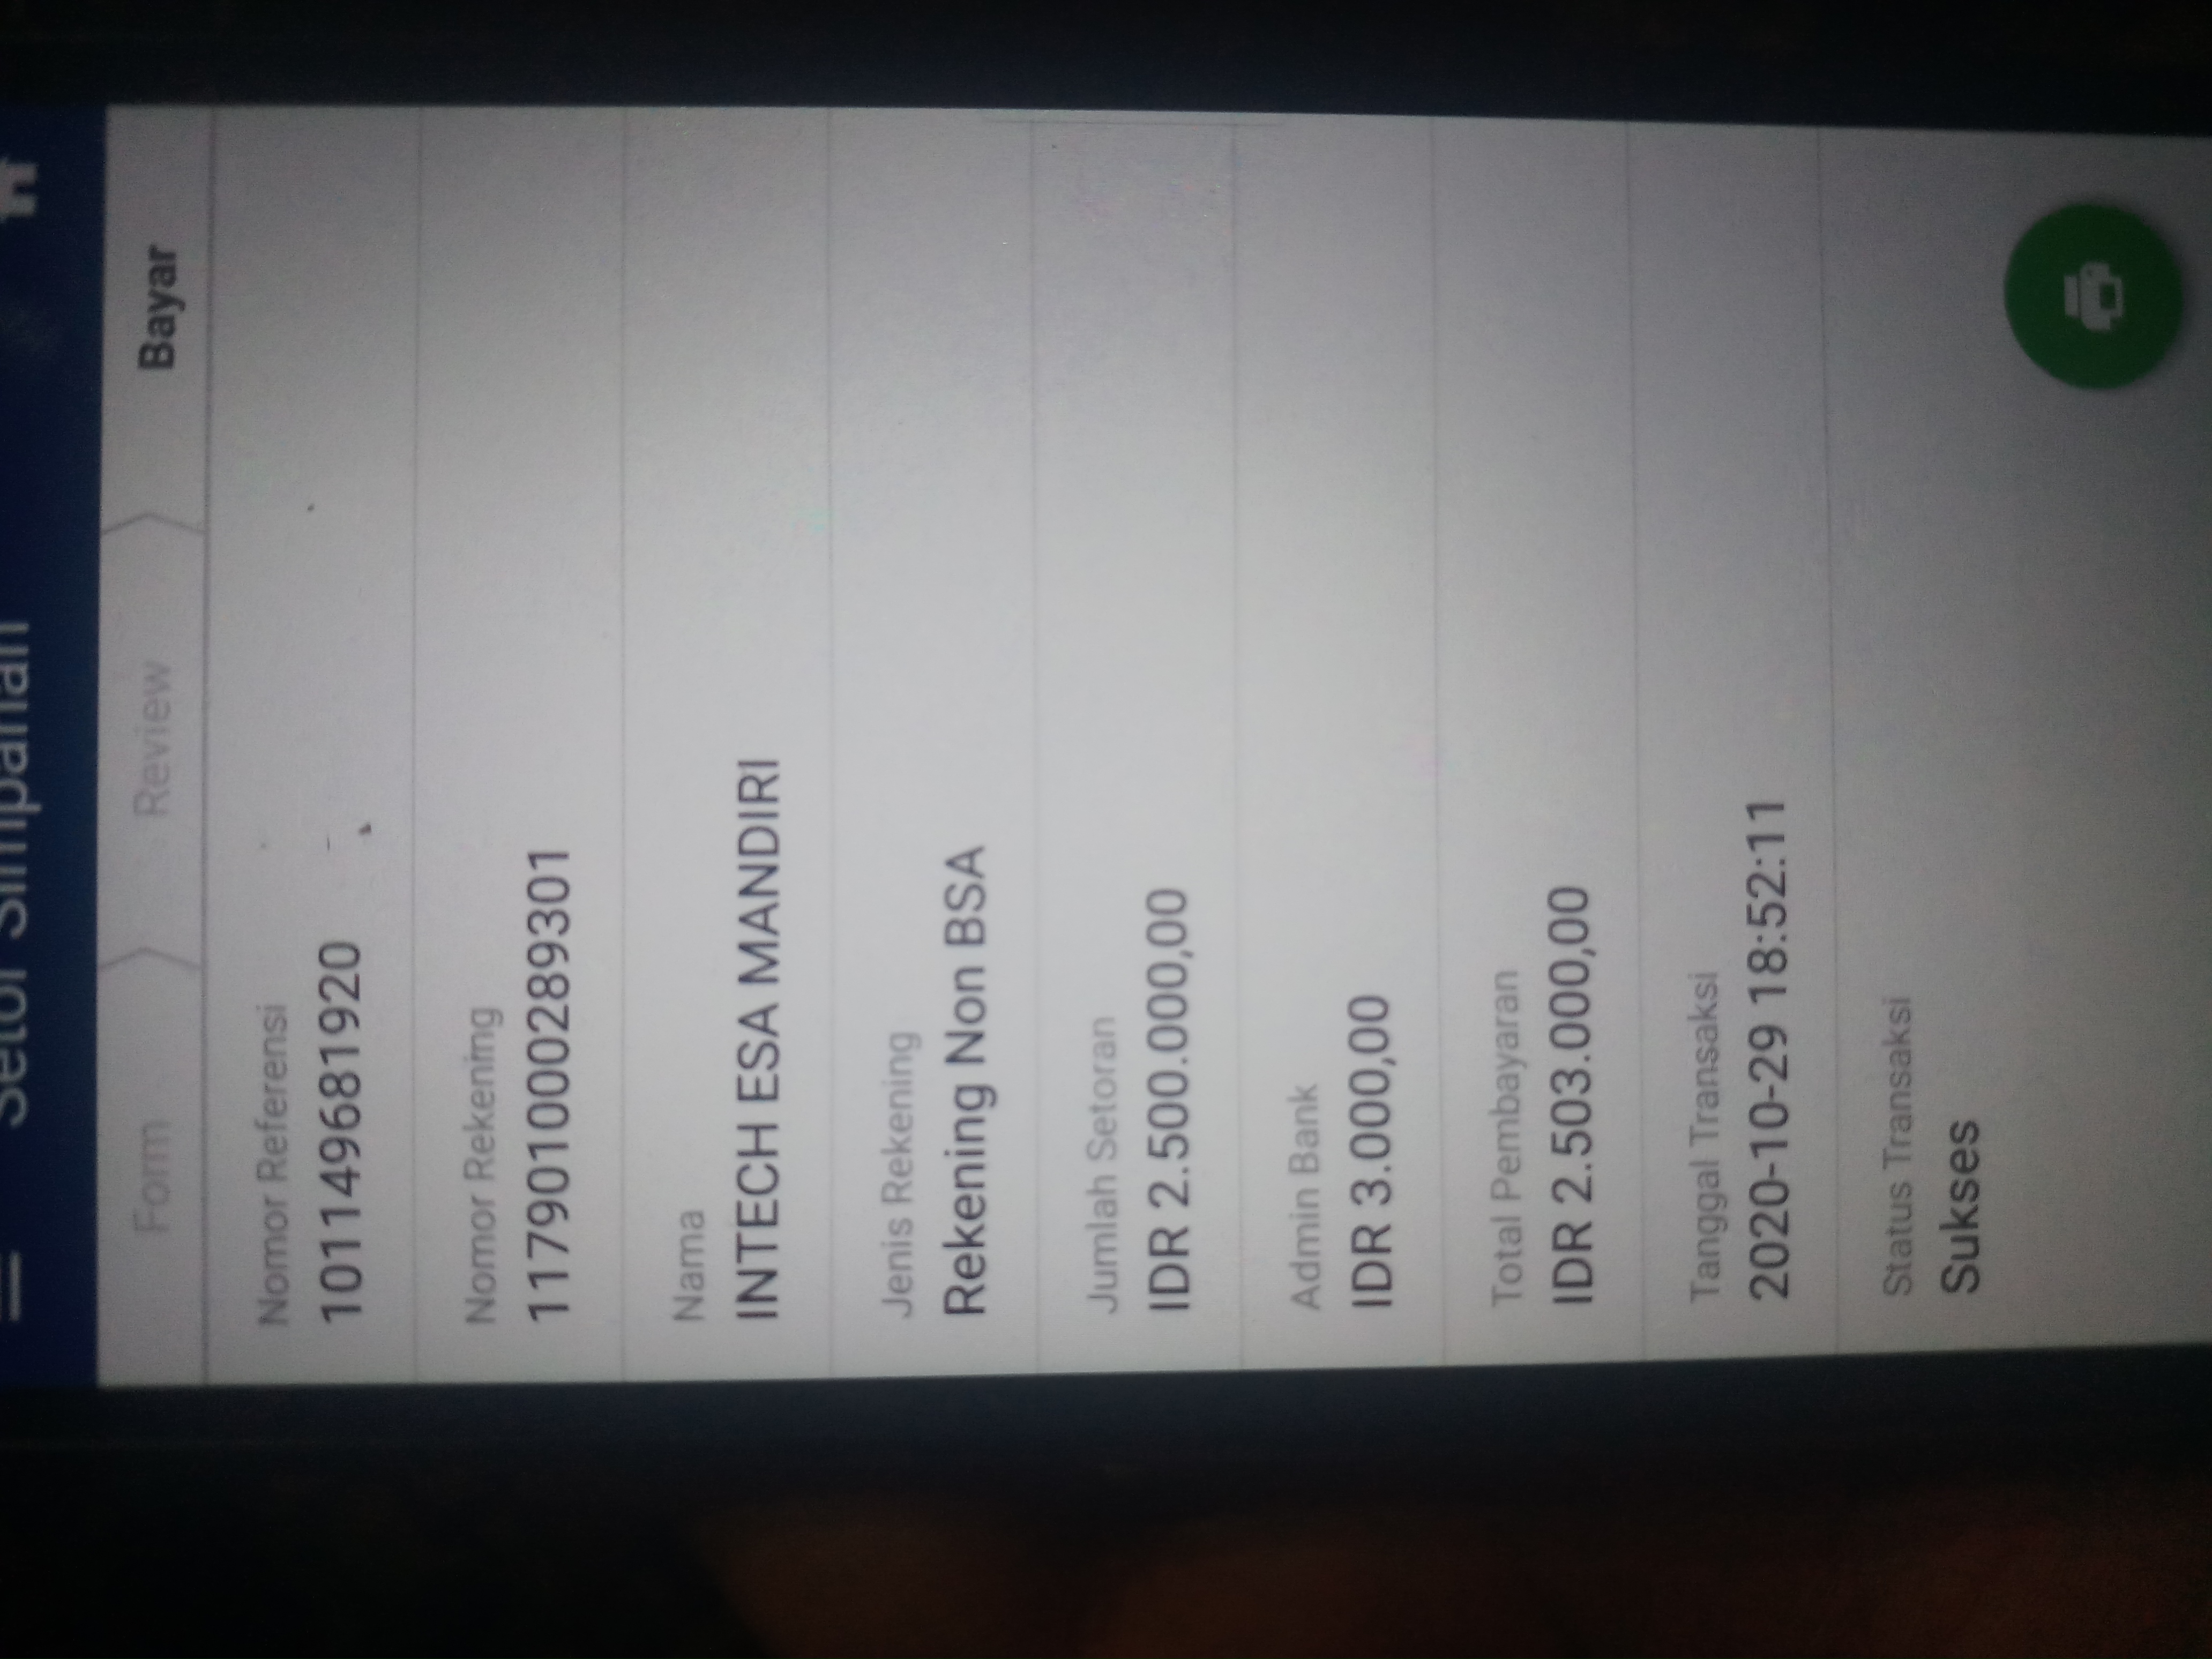 Setor Simpanan
Form
Review
Bayar
Nomor Referensi
101149681920
Nomor Rekening
117901000289301
Nama
INTECH ESA MANDIRI
Jenis Rekening
Rekening Non BSA
Jumlah Setoran
IDR 2.500.000,00
Admin Bank
IDR 3.000,00
Total Pembayaran
IDR 2.503.000,00
Tanggal Transaksi
2020-10-29 18:52:11
Status Transaksi
Sukses